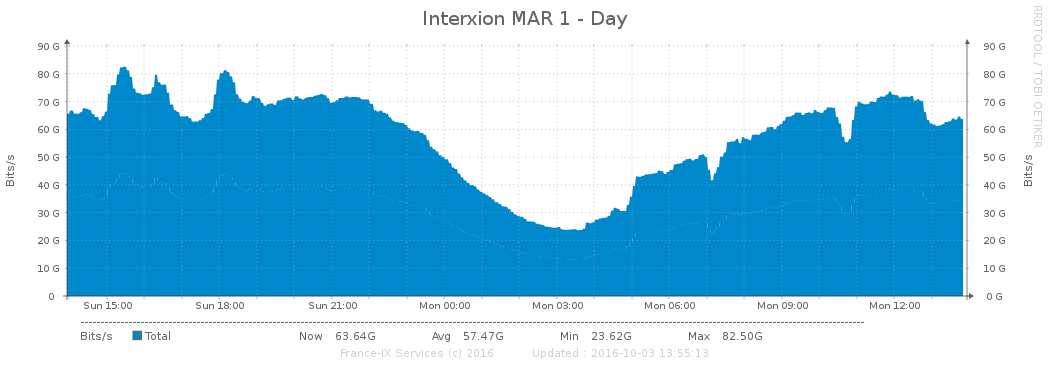 Interxion MAR 1 - Day
RRDTOOL / TOBI OETIKER
Bits/s
90 G
80 G
70 G
60 G
50 G
40 G
30 G
20 G
10 G
0
90 G
80 G
70 G
60 G
50 G
40 G
30 G
20 G
10 G
0 G
Bits/s
Sun 15:00 Sun 18:00 Sun 21:00 Mon 00:00 Mon 03:00 Mon 06:00 Mon 09:00 Mon 12:00
Bits/s Total Now 63.64G Avg 57.47G Min 23.62G Max 82.50G
France-IX Services (c) 2016 Updated : 2016-10-03 13:55:13